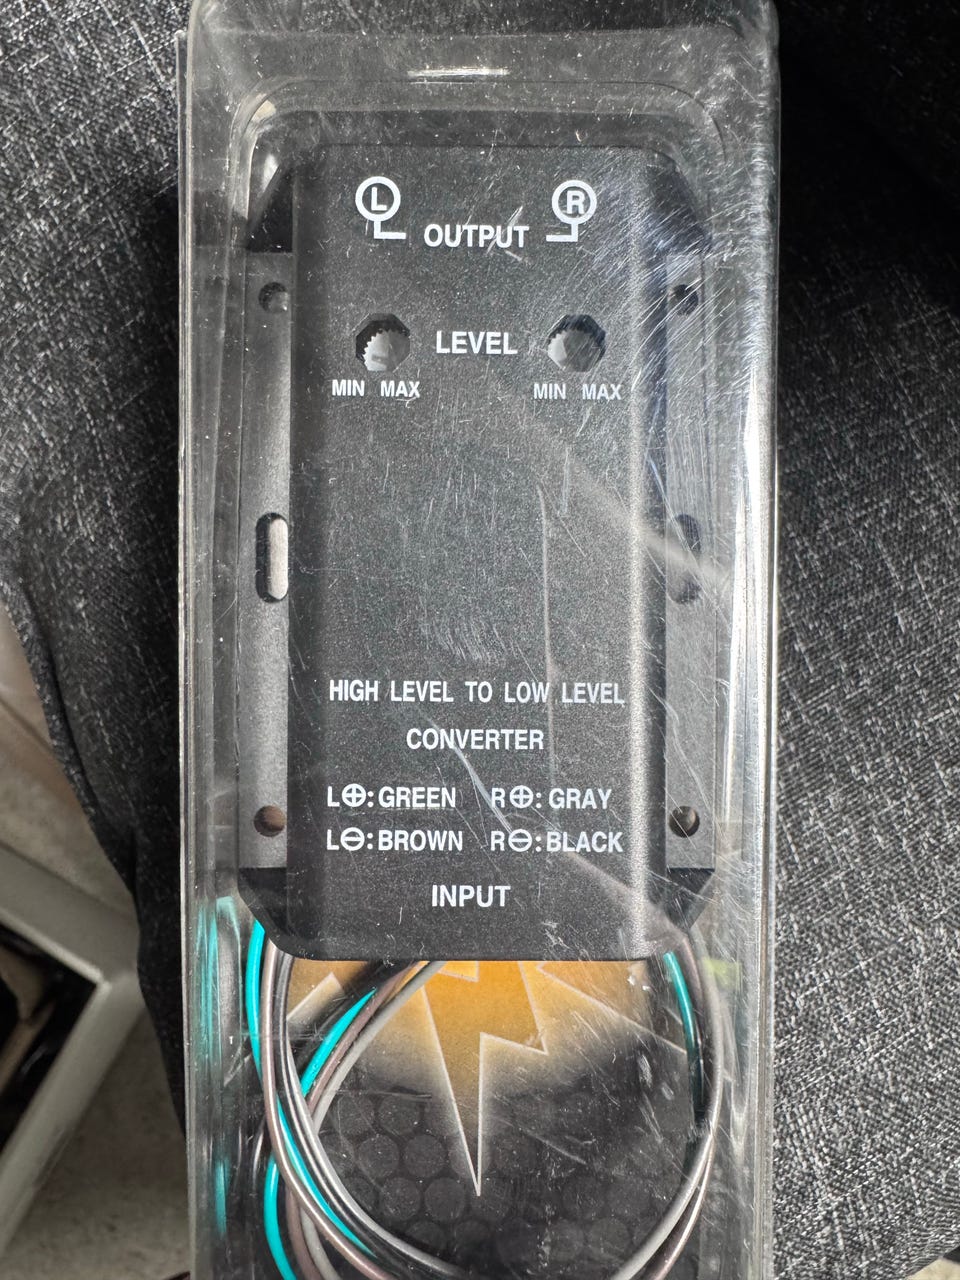 L R
OUTPUT
LEVEL
MIN MAX MIN MAX
HIGH LEVEL TO LOW LEVEL
CONVERTER
L⊕: GREEN R⊕: GRAY
L⊖: BROWN R⊖: BLACK
INPUT